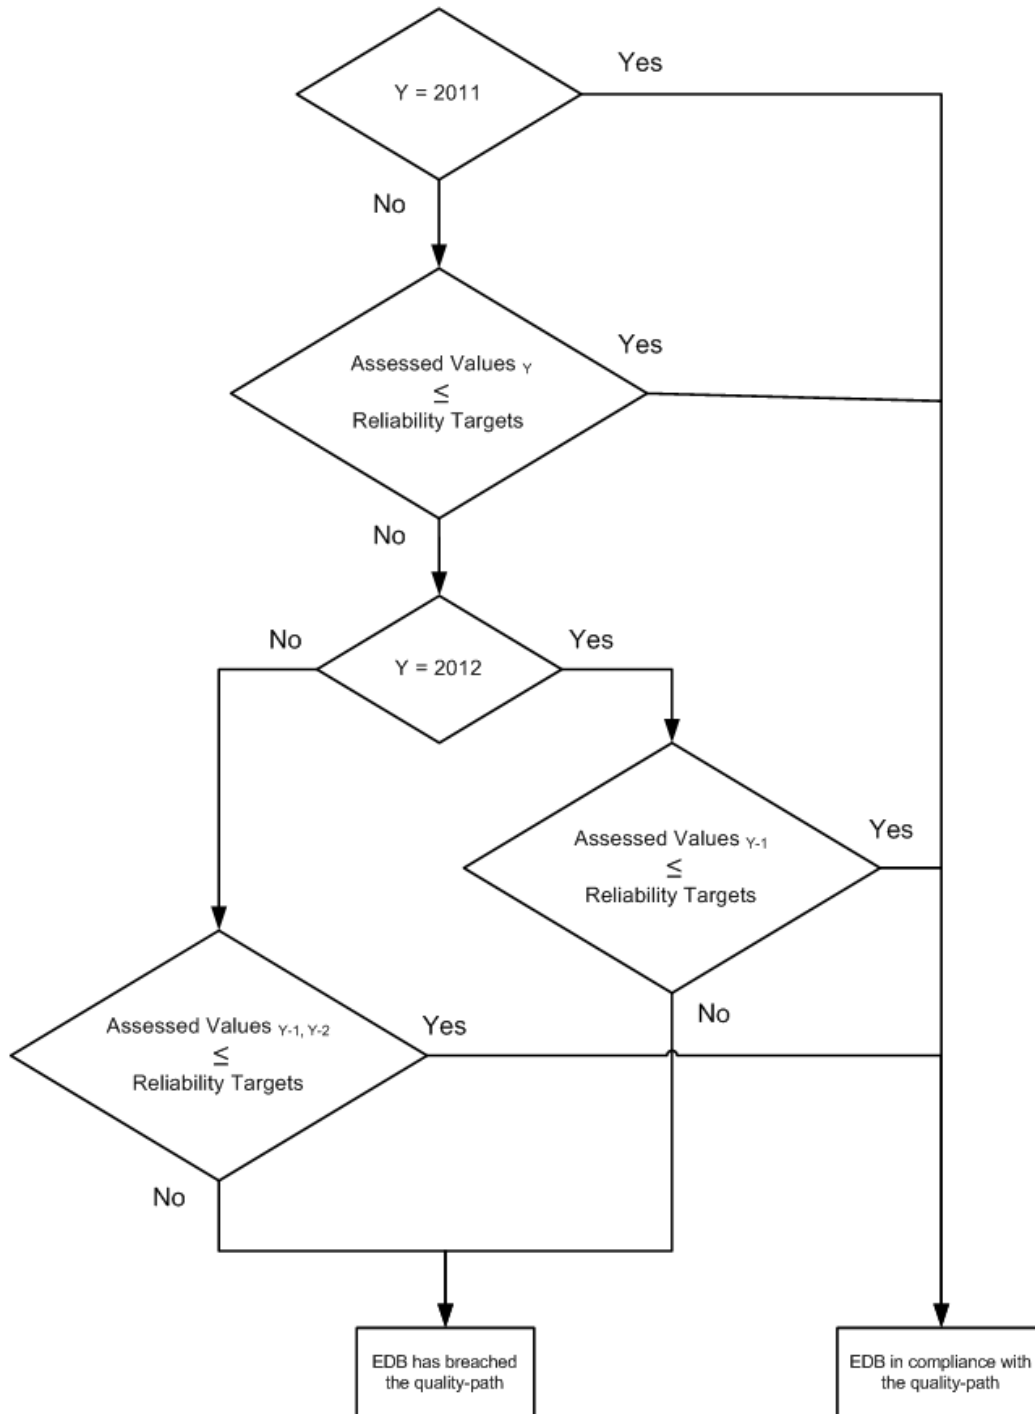 Y = 2011
Yes
No
Assessed Values Y
≤
Reliability Targets
Yes
No
Y = 2012
No
Yes
Assessed Values Y-1
≤
Reliability Targets
Yes
No
Assessed Values Y-1, Y-2
≤
Reliability Targets
Yes
No
EDB has breached
the quality-path
EDB in compliance with
the quality-path